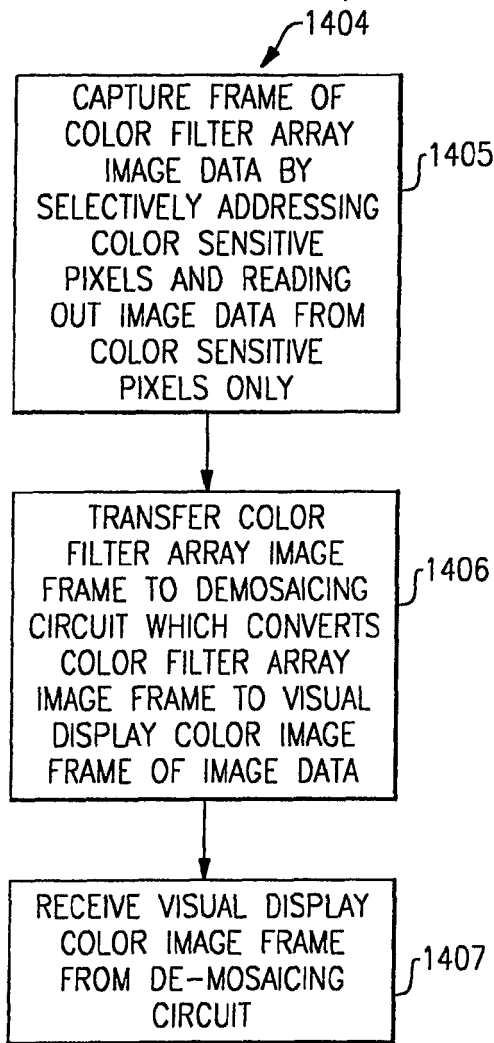 1404
CAPTURE FRAME OF
COLOR FILTER ARRAY
IMAGE DATA BY
SELECTIVELY ADDRESSING
COLOR SENSITIVE
PIXELS AND READING
OUT IMAGE DATA FROM
COLOR SENSITIVE
PIXELS ONLY
1405
TRANSFER COLOR
FILTER ARRAY IMAGE
FRAME TO DEMOSAICING
CIRCUIT WHICH CONVERTS
COLOR FILTER ARRAY
IMAGE FRAME TO VISUAL
DISPLAY COLOR IMAGE
FRAME OF IMAGE DATA
1406
RECEIVE VISUAL DISPLAY
COLOR IMAGE FRAME
FROM DE-MOSAICING
CIRCUIT
1407